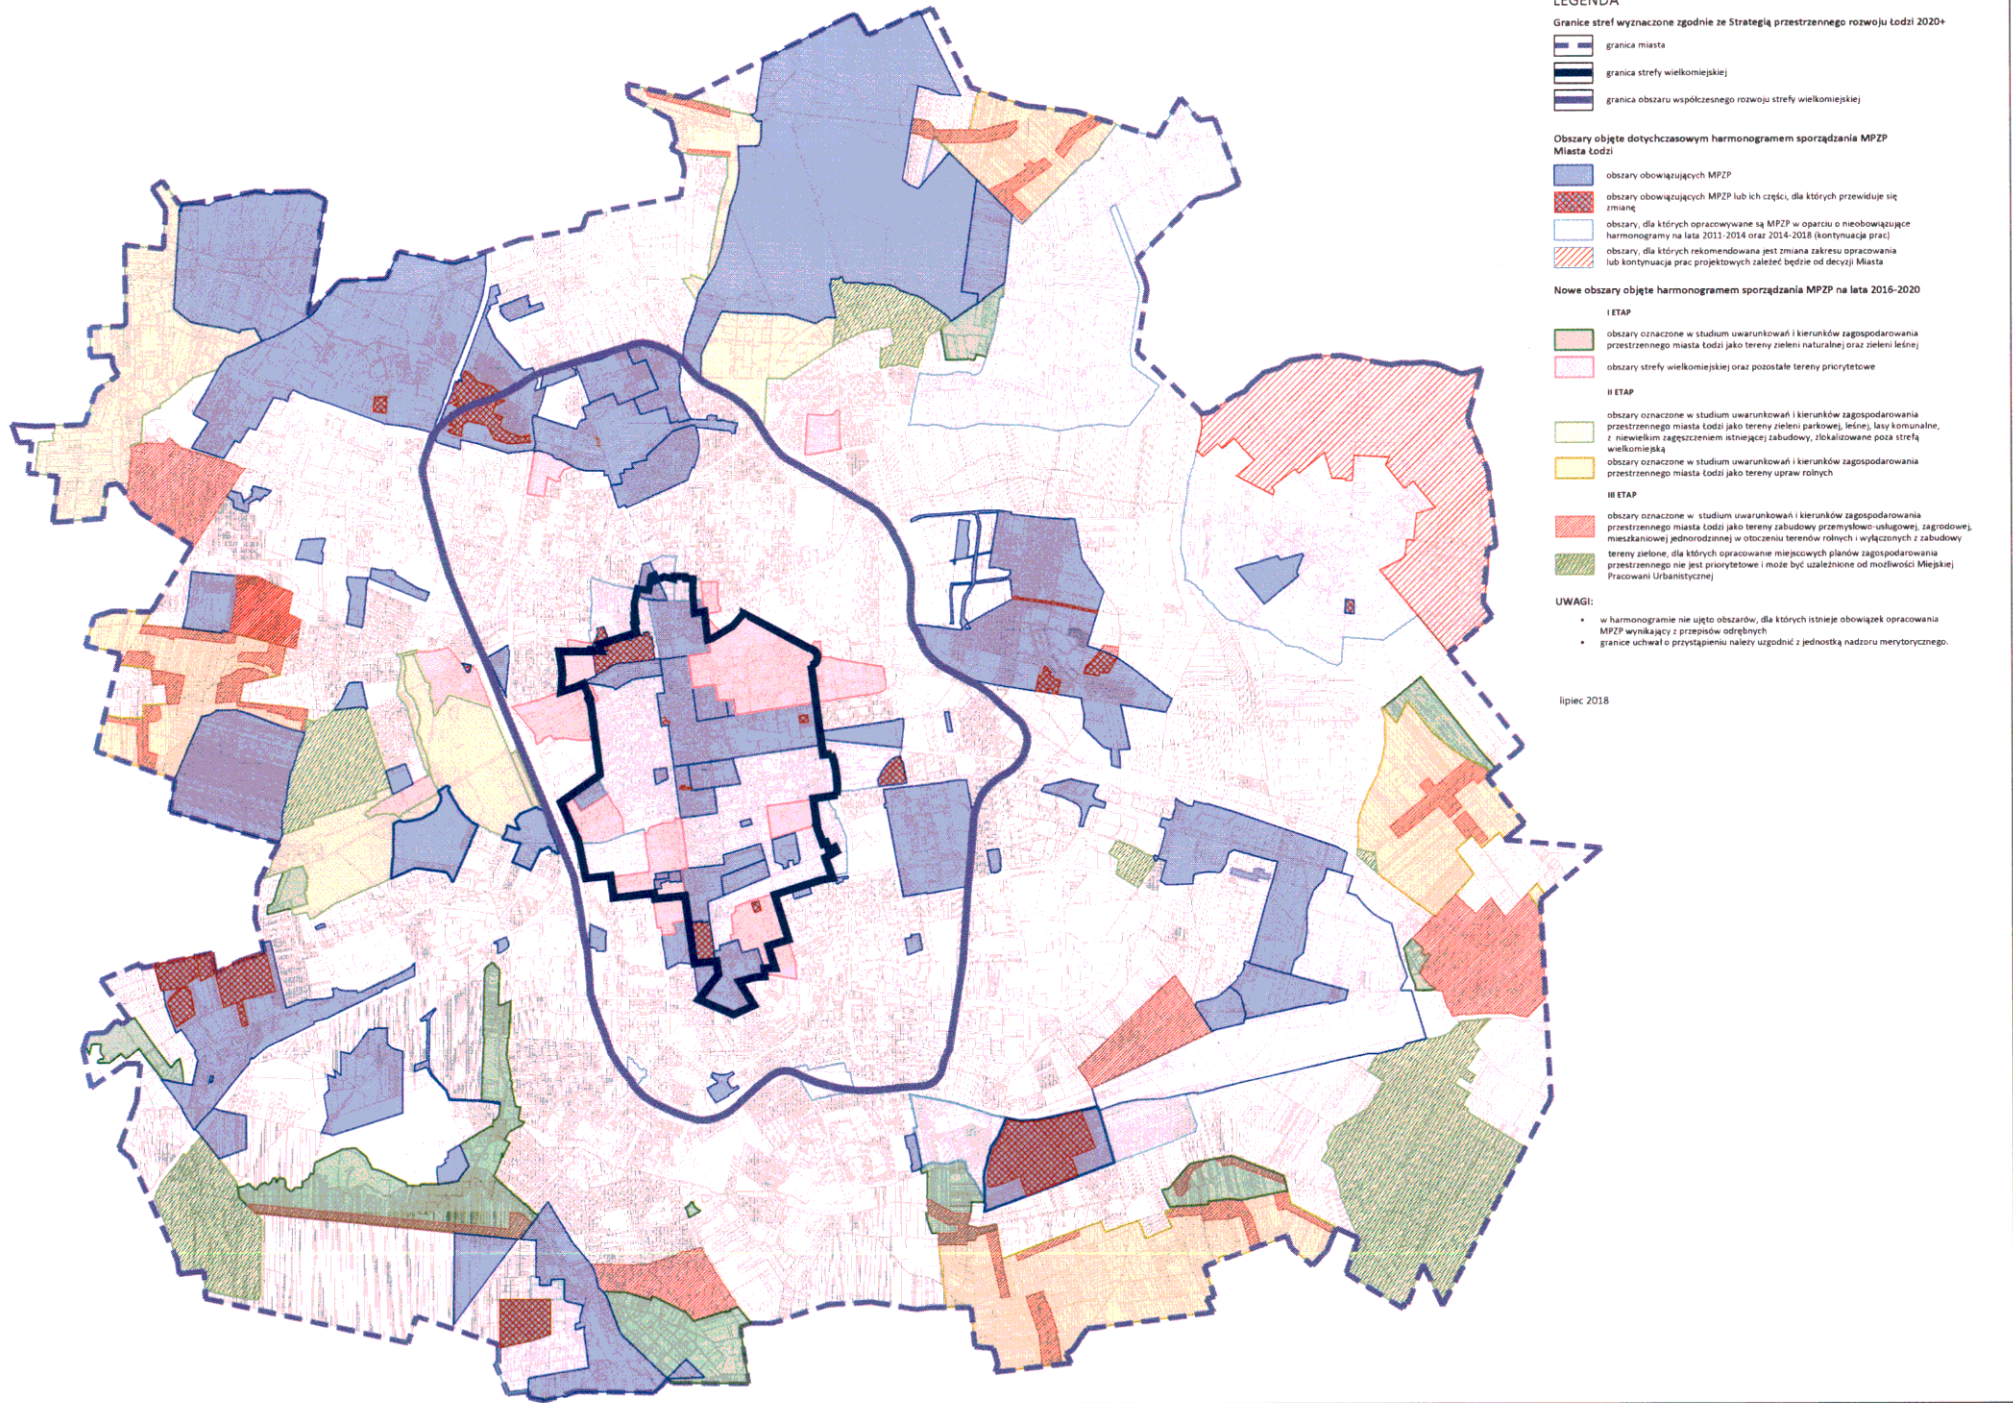 LEGENDA
Granice stref wyznaczone zgodnie ze Strategią przestrzennego rozwoju Łodzi 2020+
granica miasta
granica strefy wielkomiejskiej
granica obszaru współczesnego rozwoju strefy wielkomiejskiej
Obszary objęte dotychczasowym harmonogramem sporządzania MPZP
Miasta Łodzi
obszary obowiązujących MPZP
obszary obowiązujących MPZP lub ich części, dla których przewiduje się
zmianę
obszary, dla których opracowywane są MPZP w oparciu o nieobowiązujące
harmonogramy na lata 2011-2014 oraz 2014-2018 (kontynuacja prac)
obszary, dla których rekomendowana jest zmiana zakresu opracowania
lub kontynuacja prac projektowych zależeć będzie od decyzji Miasta
Nowe obszary objęte harmonogramem sporządzania MPZP na lata 2016-2020
I ETAP
obszary oznaczone w studium uwarunkowań i kierunków zagospodarowania
przestrzennego miasta Łodzi jako tereny zieleni naturalnej oraz zieleni leśnej
obszary strefy wielkomiejskiej oraz pozostałe tereny priorytetowe
II ETAP
obszary oznaczone w studium uwarunkowań i kierunków zagospodarowania
przestrzennego miasta Łodzi jako tereny zieleni parkowej, leśnej, lasy komunalne,
z niewielkim zagęszczeniem istniejącej zabudowy, zlokalizowane poza strefą
wielkomiejską
obszary oznaczone w studium uwarunkowań i kierunków zagospodarowania
przestrzennego miasta Łodzi jako tereny upraw rolnych
III ETAP
obszary oznaczone w studium uwarunkowań i kierunków zagospodarowania
przestrzennego miasta Łodzi jako tereny zabudowy przemysłowo-usługowej, zagrodowej,
mieszkaniowej jednorodzinnej w otoczeniu terenów rolnych i wyłączonych z zabudowy
tereny zielone, dla których opracowanie miejscowych planów zagospodarowania
przestrzennego nie jest priorytetowe i może być uzależnione od możliwości Miejskiej
Pracowni Urbanistycznej
UWAGI:
• w harmonogramie nie ujęto obszarów, dla których istnieje obowiązek opracowania
MPZP wynikający z przepisów odrębnych
• granice uchwał o przystąpieniu należy uzgodnić z jednostką nadzoru merytorycznego.
lipiec 2018